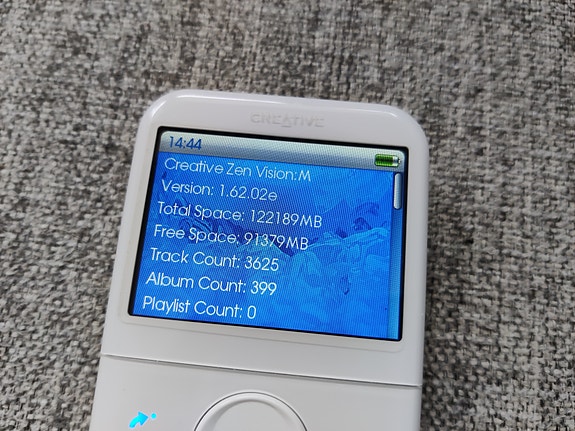 CREATIVE
14:44
Creative Zen Vision:M
Version: 1.62.02e
Total Space: 122189MB
Free Space: 91379MB
Track Count: 3625
Album Count: 399
Playlist Count: 0